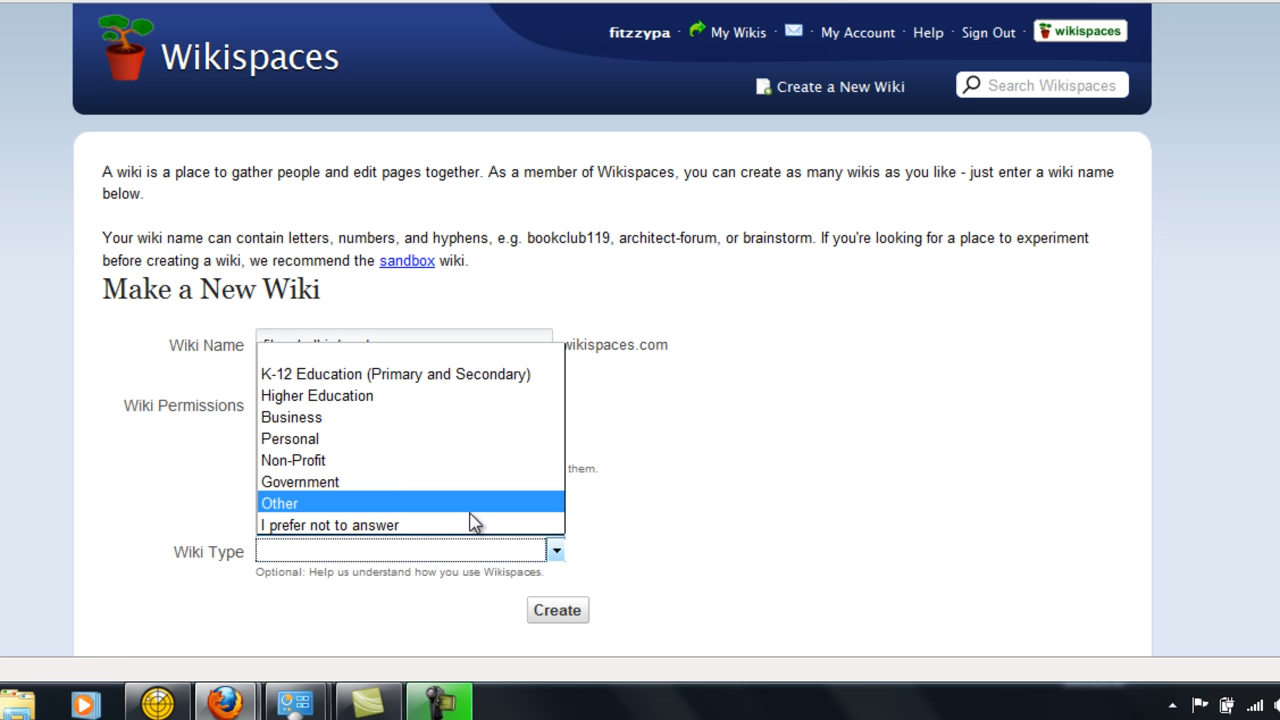 fitzzypa · My Wikis · · My Account · Help · Sign Out wikispaces
Wikispaces
Create a New Wiki Search Wikispaces
A wiki is a place to gather people and edit pages together. As a member of Wikispaces, you can create as many wikis as you like - just enter a wiki name
below.
Your wiki name can contain letters, numbers, and hyphens, e.g. bookclub119, architect-forum, or brainstorm. If you're looking for a place to experiment
before creating a wiki, we recommend the sandbox wiki.
Make a New Wiki
Wiki Name wikispaces.com
K-12 Education (Primary and Secondary)
Higher Education
Wiki Permissions
Business
Personal
Non-Profit
them.
Government
Other
I prefer not to answer
Wiki Type
Optional: Help us understand how you use Wikispaces.
Create